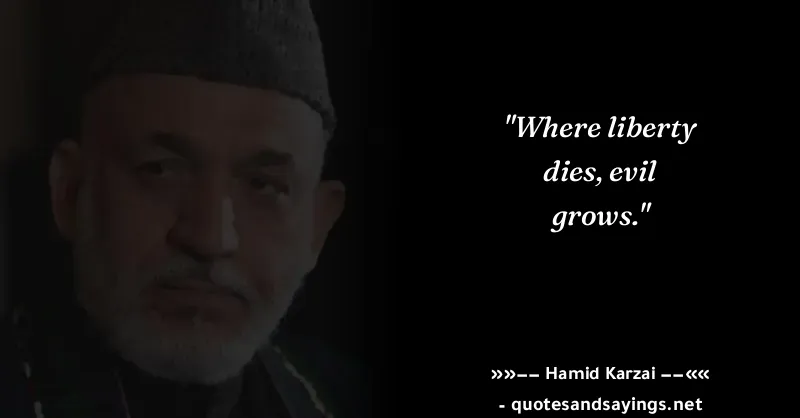 "Where liberty
dies, evil
grows."
»»—— Hamid Karzai ——««
- quotesandsayings.net